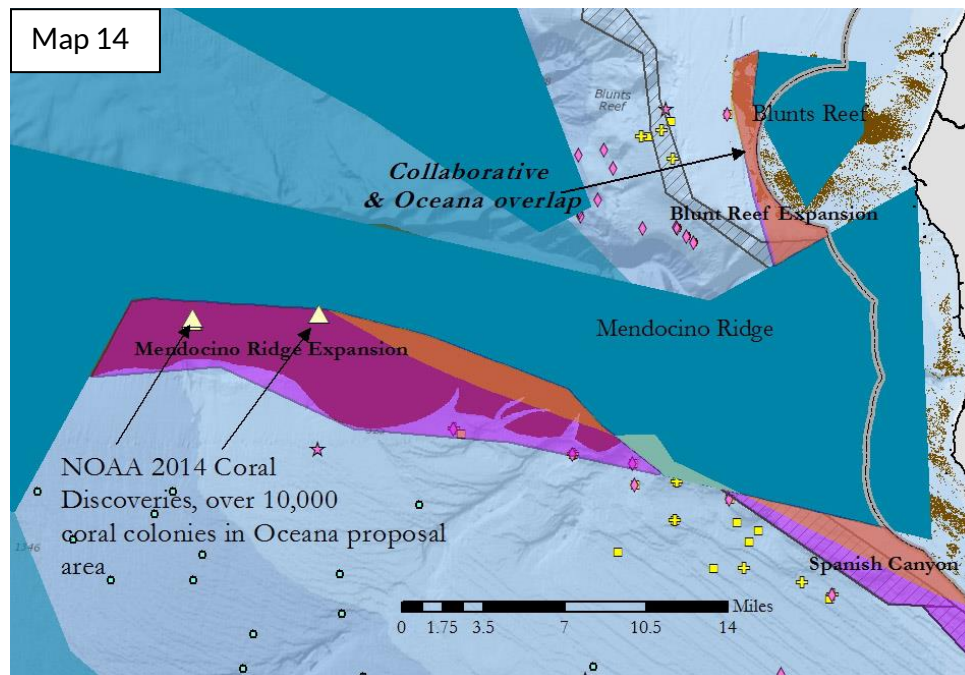 Map 14
Blunts
Reef
Blunts Reef
Collaborative
& Oceana overlap
Blunt Reef Expansion
Mendocino Ridge
Mendocino Ridge Expansion
NOAA 2014 Coral
Discoveries, over 10,000
coral colonies in Oceana proposal
area
1346
Spanish Canyon
Miles
0 1.75 3.5 7 10.5 14